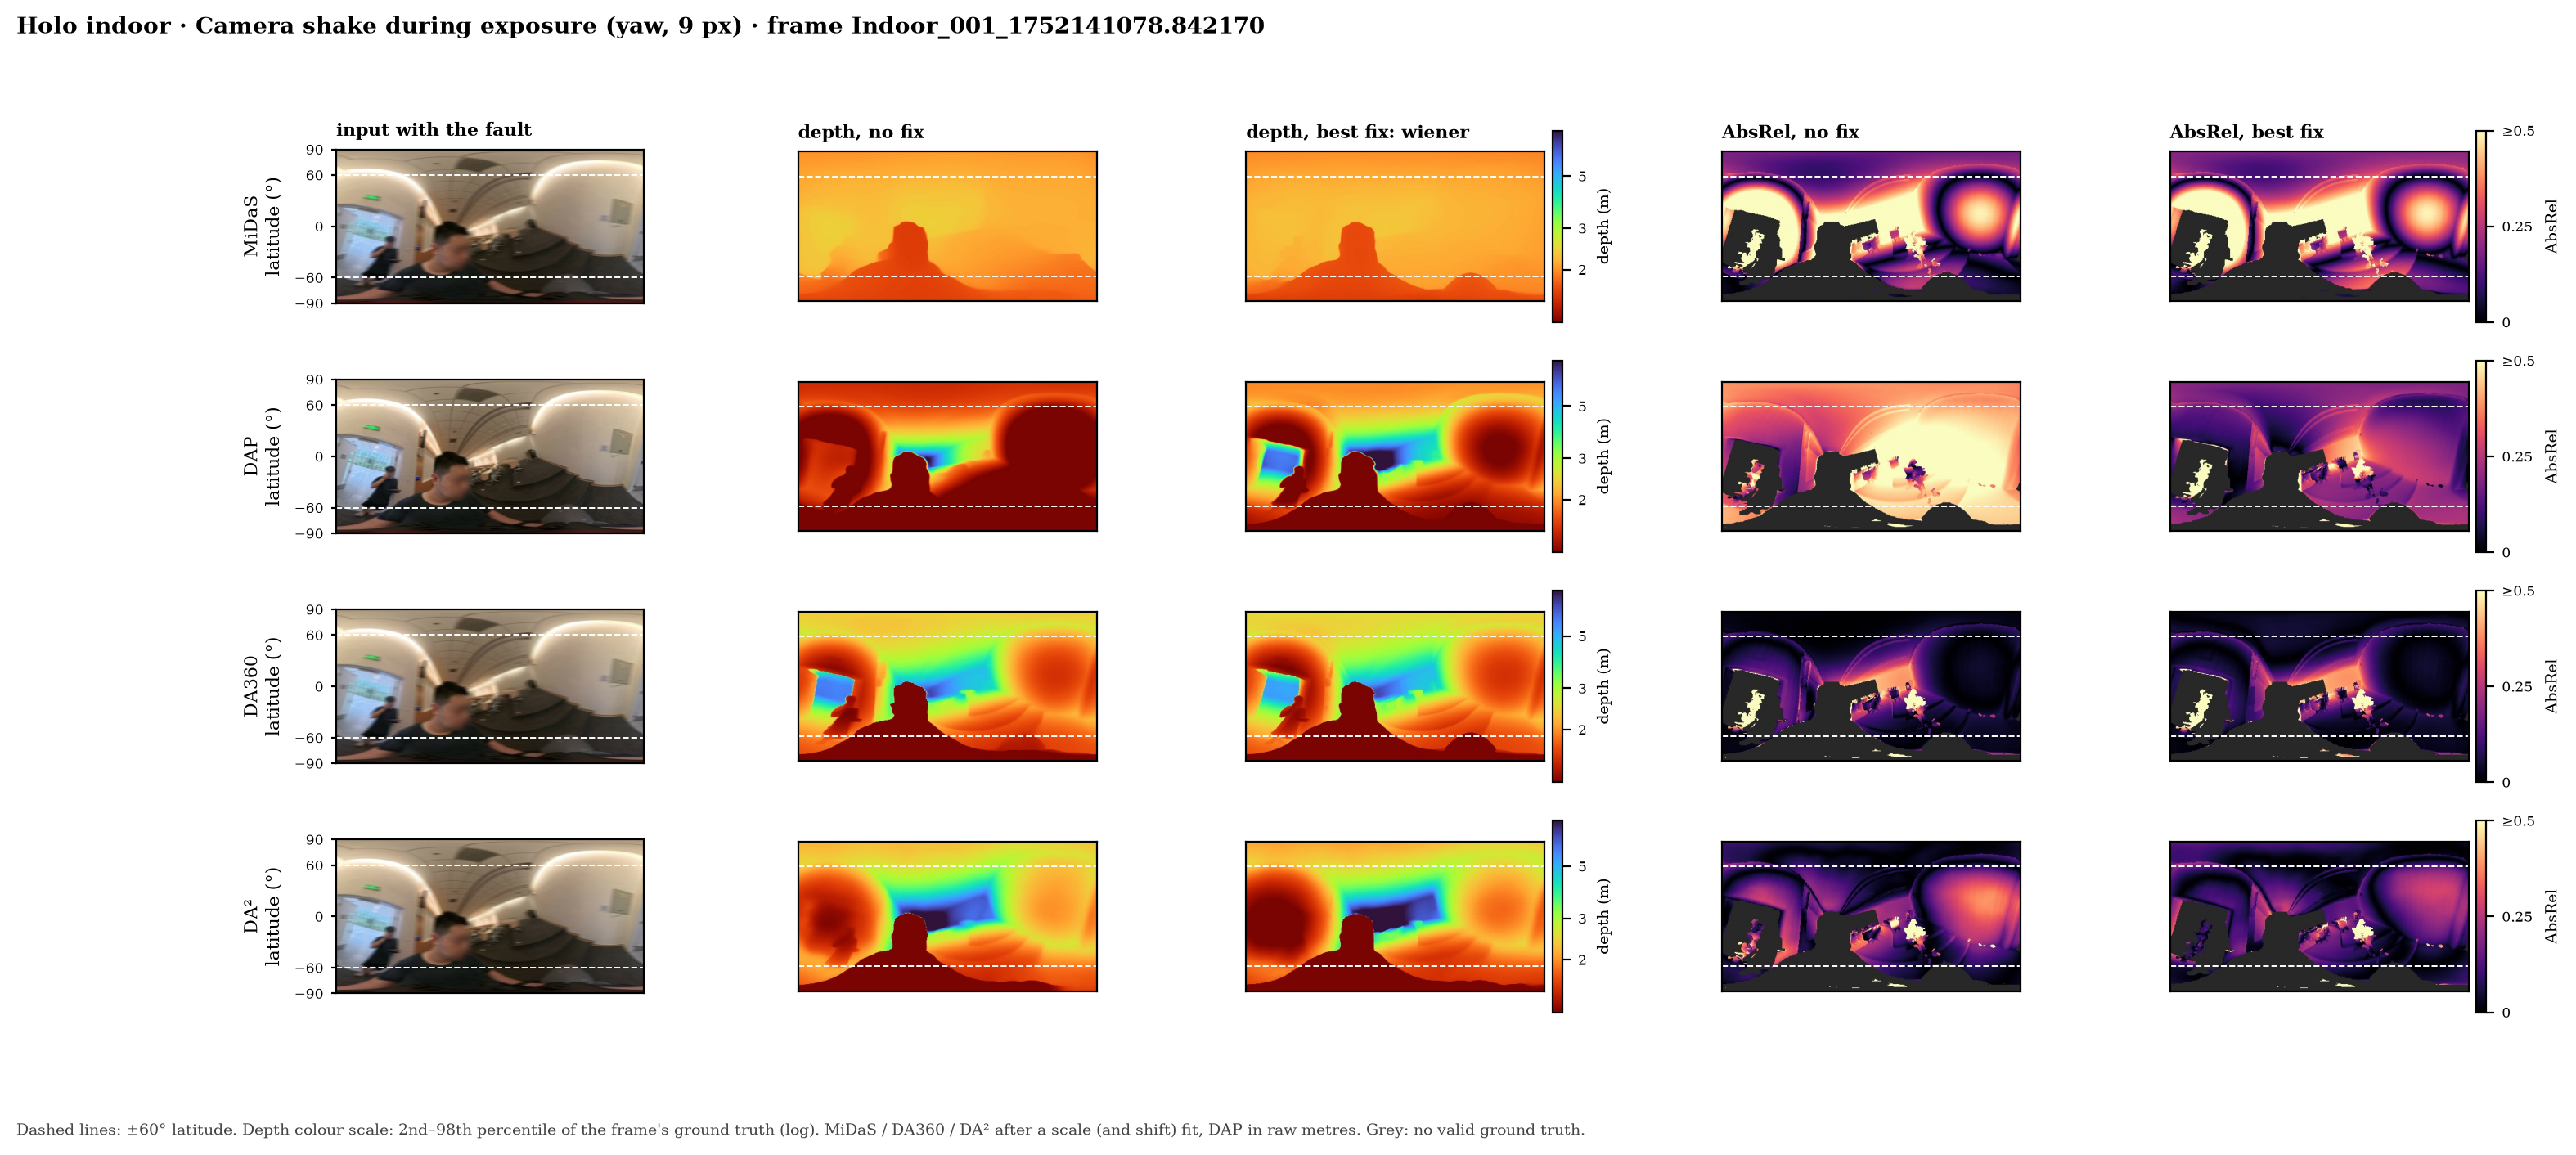 Holo indoor · Camera shake during exposure (yaw, 9 px) · frame Indoor_001_1752141078.842170
input with the fault
depth, no fix
depth, best fix: wiener
AbsRel, no fix
AbsRel, best fix
MiDaS
latitude (°)
90
60
0
−60
−90
5
3
2
depth (m)
≥0.5
0.25
0
AbsRel
DAP
latitude (°)
90
60
0
−60
−90
5
3
2
depth (m)
≥0.5
0.25
0
AbsRel
DA360
latitude (°)
90
60
0
−60
−90
5
3
2
depth (m)
≥0.5
0.25
0
AbsRel
DA²
latitude (°)
90
60
0
−60
−90
5
3
2
depth (m)
≥0.5
0.25
0
AbsRel
Dashed lines: ±60° latitude. Depth colour scale: 2nd–98th percentile of the frame's ground truth (log). MiDaS / DA360 / DA² after a scale (and shift) fit, DAP in raw metres. Grey: no valid ground truth.